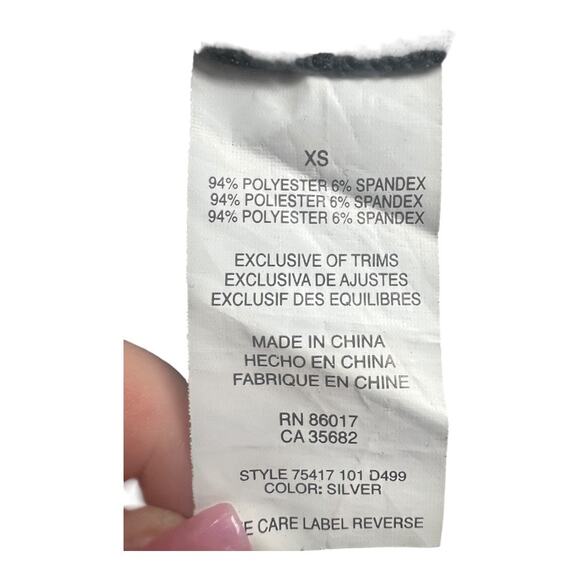 XS
94% POLYESTER 6% SPANDEX
94% POLIESTER 6% SPANDEX
94% POLYESTER 6% SPANDEX
EXCLUSIVE OF TRIMS
EXCLUSIVA DE AJUSTES
EXCLUSIF DES EQUILIBRES
MADE IN CHINA
HECHO EN CHINA
FABRIQUE EN CHINE
RN 86017
CA 35682
STYLE 75417 101 D499
COLOR: SILVER
CARE LABEL REVERSE